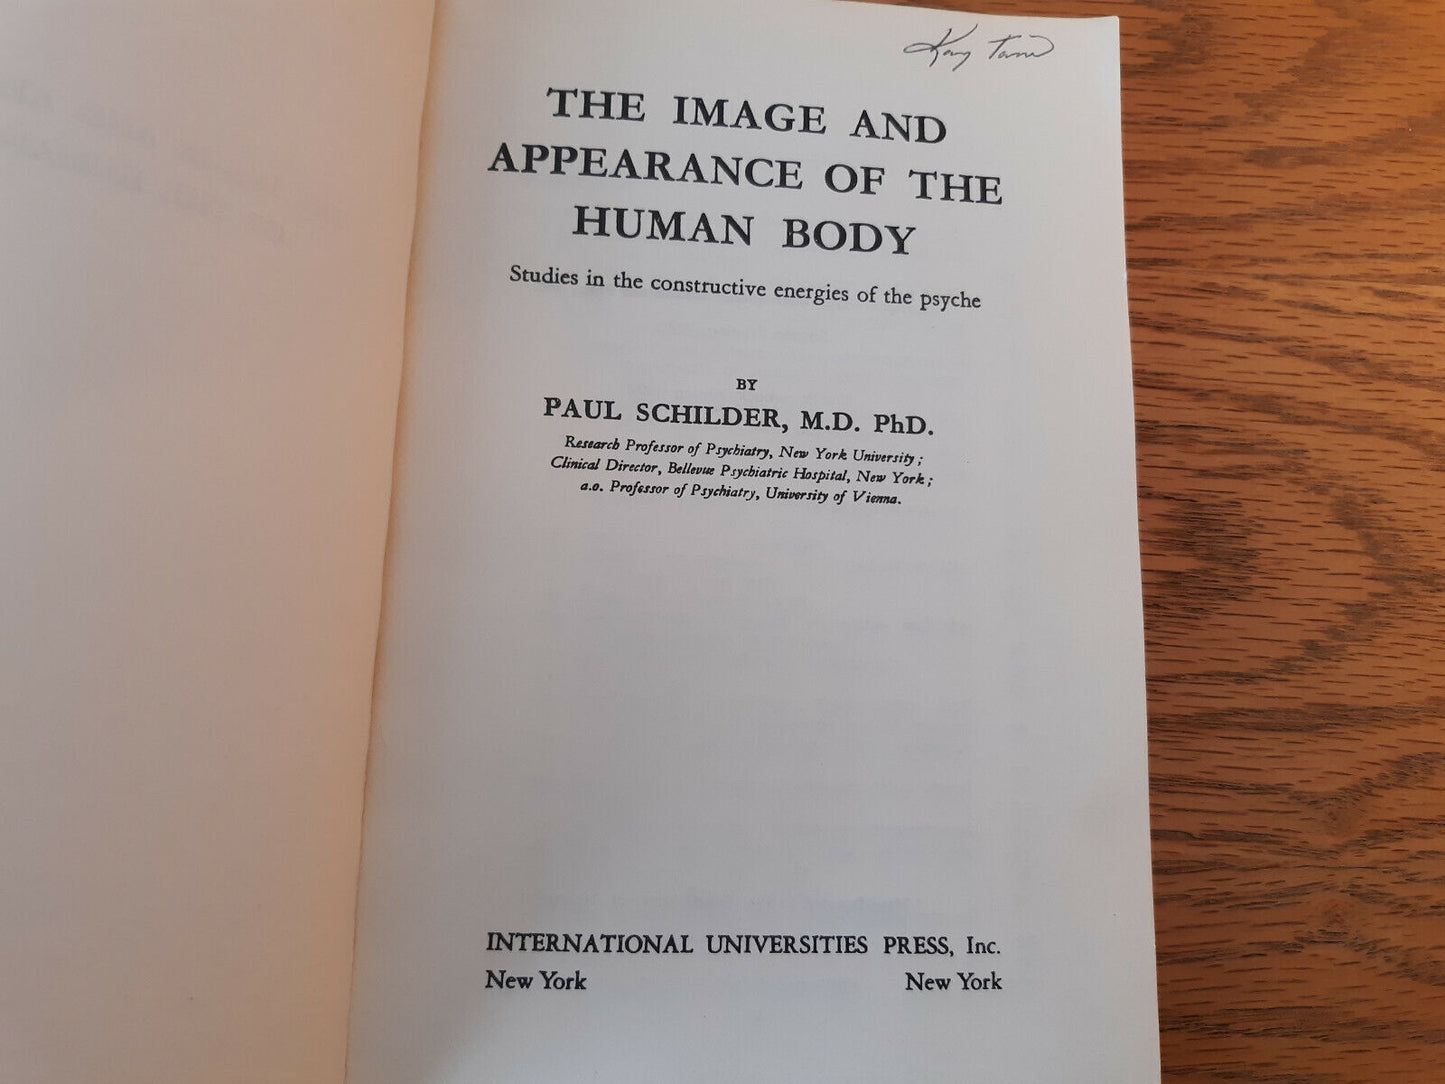 THE IMAGE AND
APPEARANCE OF THE
HUMAN BODY
Studies in the constructive energies of the psyche
BY
PAUL SCHILDER, M.D. PhD.
Research Professor of Psychiatry, New York University;
Clinical Director, Bellevue Psychiatric Hospital, New York;
a.o. Professor of Psychiatry, University of Vienna.
INTERNATIONAL UNIVERSITIES PRESS, Inc.
New York New York